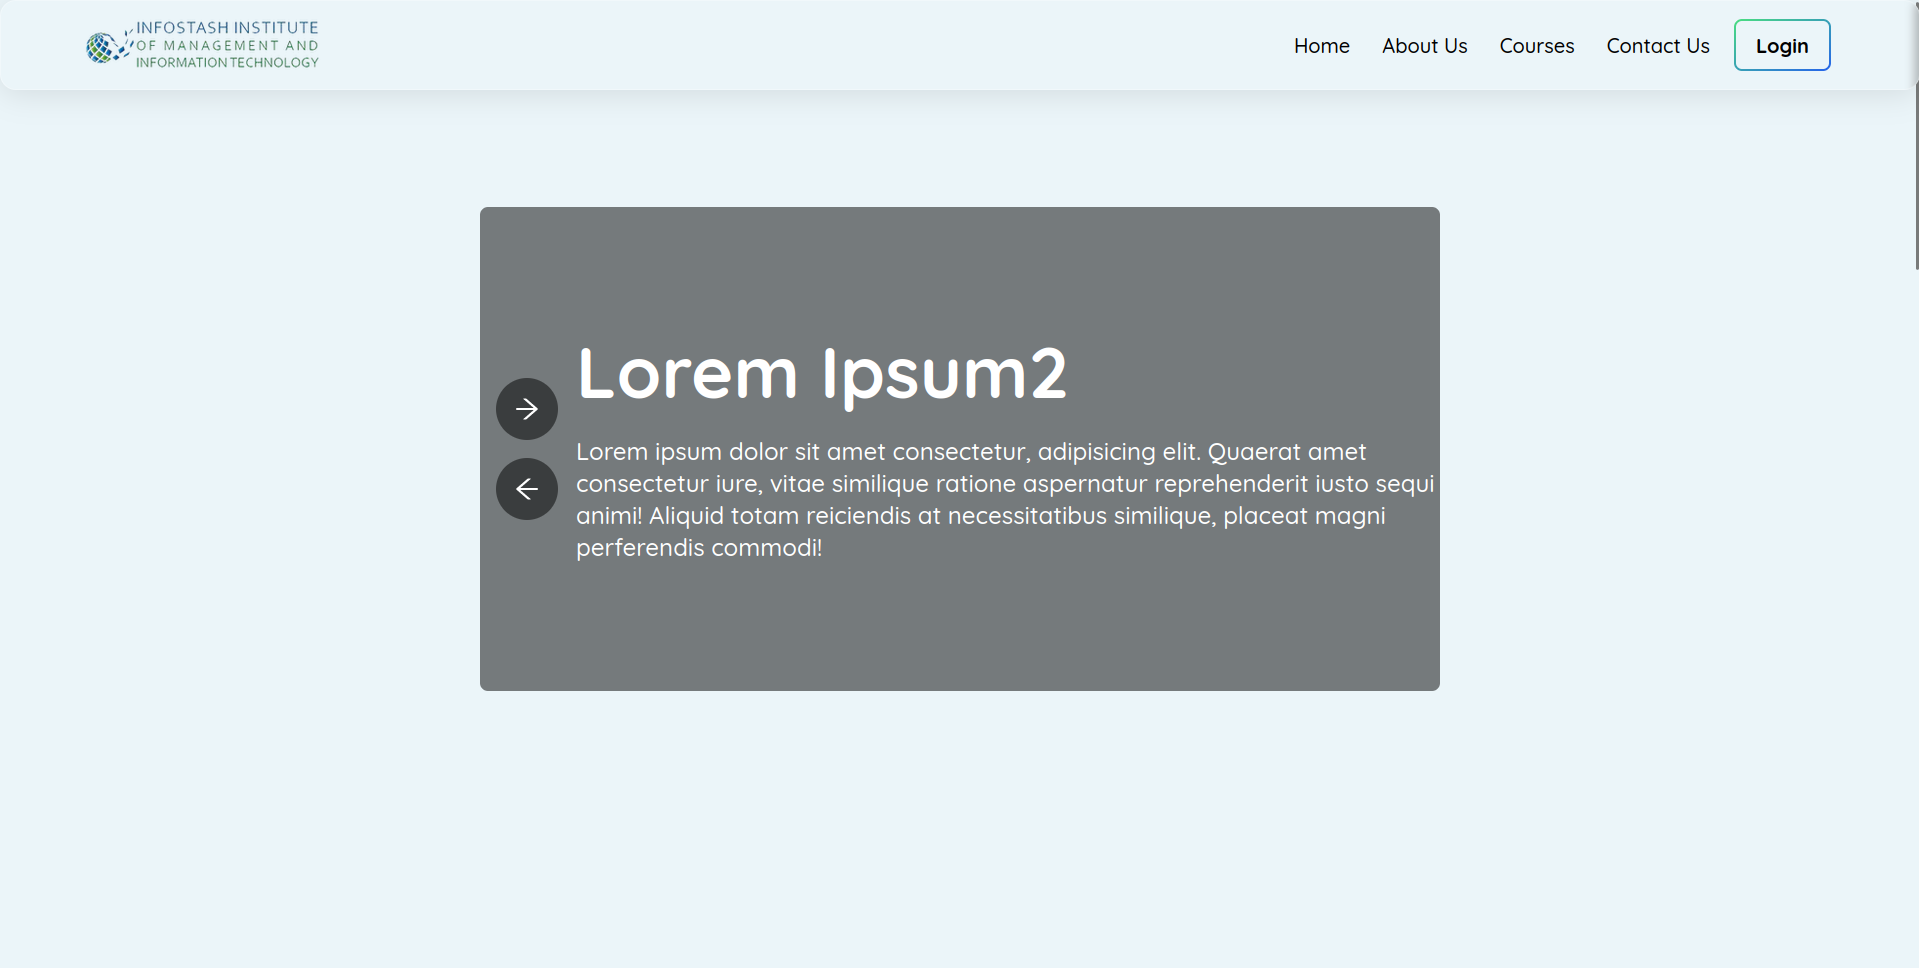 INFOSTASH INSTITUTE
OF MANAGEMENT AND
INFORMATION TECHNOLOGY
Home About Us Courses Contact Us Login
Lorem Ipsum2
Lorem ipsum dolor sit amet consectetur, adipisicing elit. Quaerat amet
consectetur iure, vitae similique ratione aspernatur reprehenderit iusto sequi
animi! Aliquid totam reiciendis at necessitatibus similique, placeat magni
perferendis commodi!